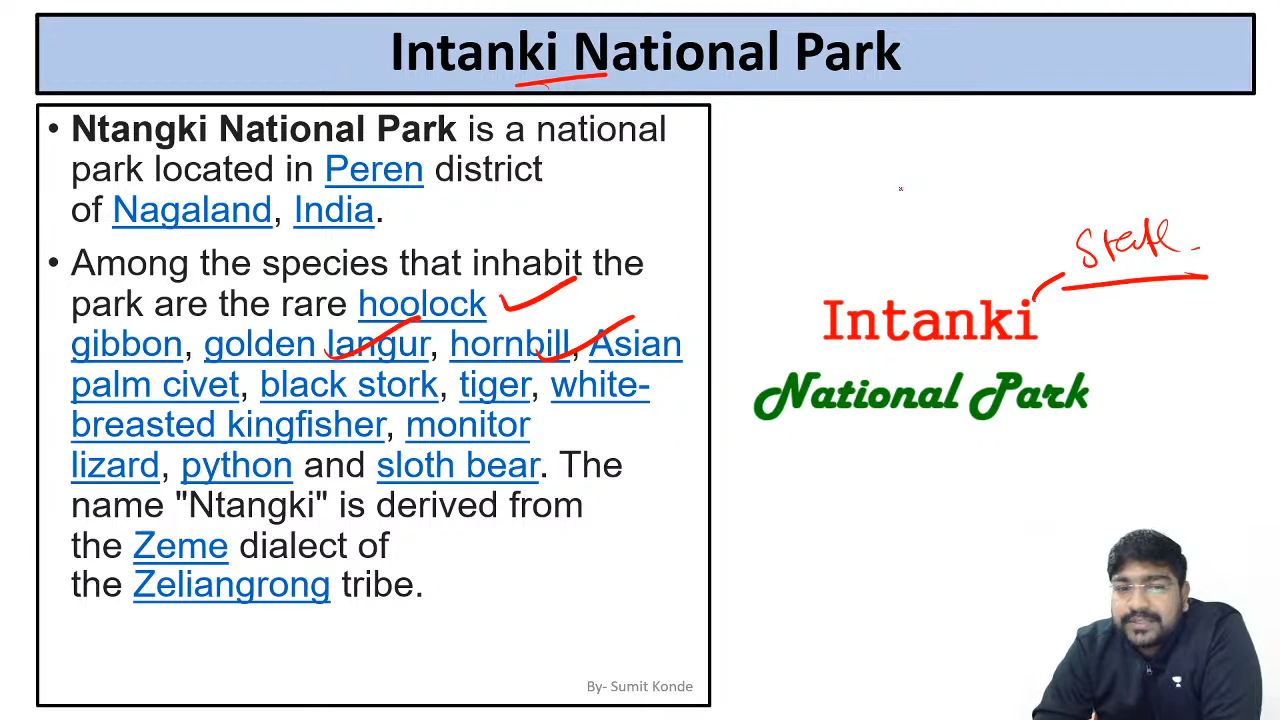 Intanki National Park
• Ntangki National Park is a national
park located in Peren district
of Nagaland, India.
• Among the species that inhabit the
park are the rare hoolock
gibbon, golden langur, hornbill, Asian
palm civet, black stork, tiger, white-
breasted kingfisher, monitor
lizard, python and sloth bear. The
name "Ntangki" is derived from
the Zeme dialect of
the Zeliangrong tribe.
By- Sumit Konde
State
Intanki
National Park